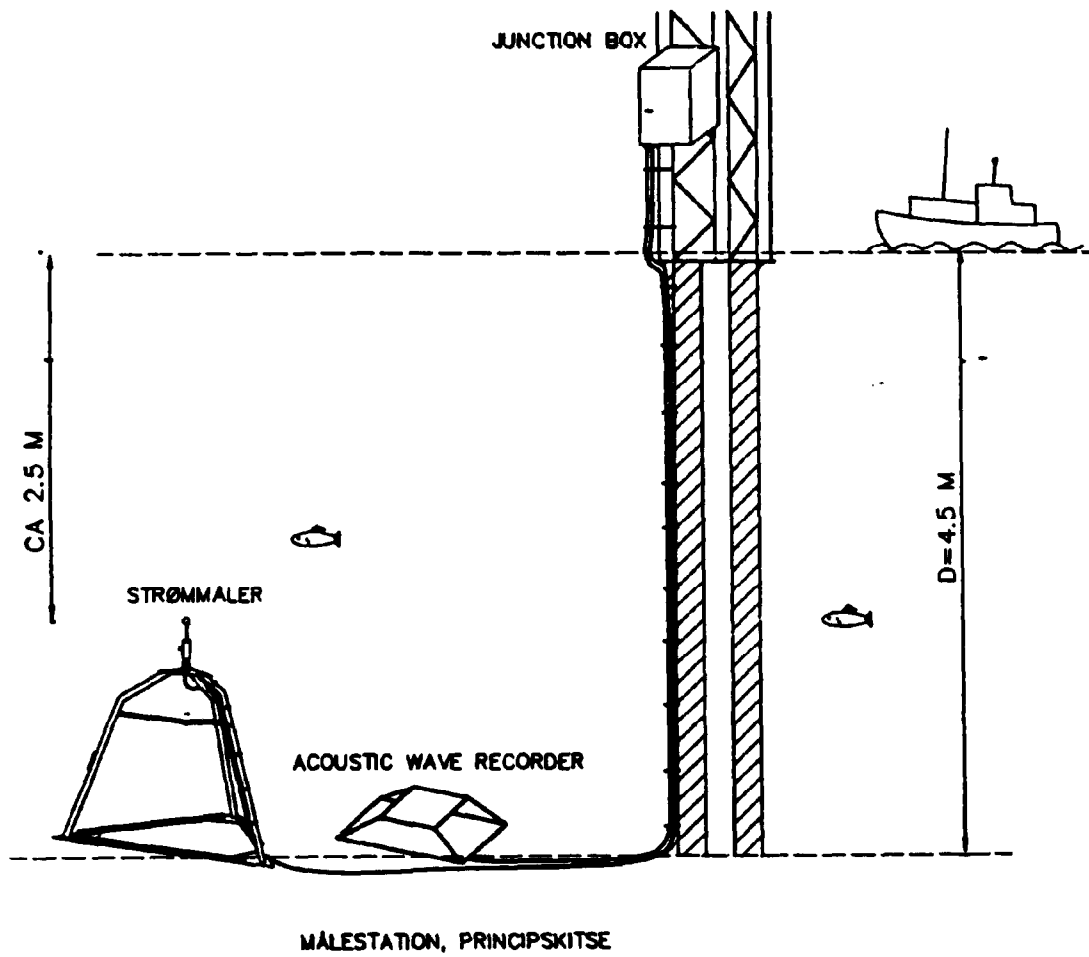 JUNCTION BOX
CA 2.5 M
D=4.5 M
STRØMMALER
ACOUSTIC WAVE RECORDER
MÅLESTATION, PRINCIPSKITSE